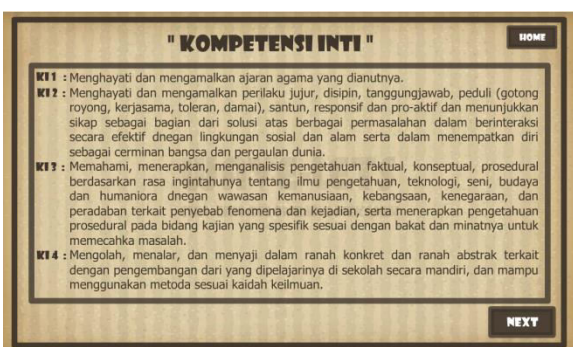 " KOMPETENSI INTI "
HOME
KI 1 : Menghayati dan mengamalkan ajaran agama yang dianutnya.
KI 2 : Menghayati dan mengamalkan perilaku jujur, disipin, tanggungjawab, peduli (gotong
royong, kerjasama, toleran, damai), santun, responsif dan pro-aktif dan menunjukkan
sikap sebagai bagian dari solusi atas berbagai permasalahan dalam berinteraksi
secara efektif dnegan lingkungan sosial dan alam serta dalam menempatkan diri
sebagai cerminan bangsa dan pergaulan dunia.
KI 3 : Memahami, menerapkan, menganalisis pengetahuan faktual, konseptual, prosedural
berdasarkan rasa ingintahunya tentang ilmu pengetahuan, teknologi, seni, budaya
dan humaniora dnegan wawasan kemanusiaan, kebangsaan, kenegaraan, dan
peradaban terkait penyebab fenomena dan kejadian, serta menerapkan pengetahuan
prosedural pada bidang kajian yang spesifik sesuai dengan bakat dan minatnya untuk
memecahka masalah.
KI 4 : Mengolah, menalar, dan menyaji dalam ranah konkret dan ranah abstrak terkait
dengan pengembangan dari yang dipelajarinya di sekolah secara mandiri, dan mampu
menggunakan metoda sesuai kaidah keilmuan.
NEXT